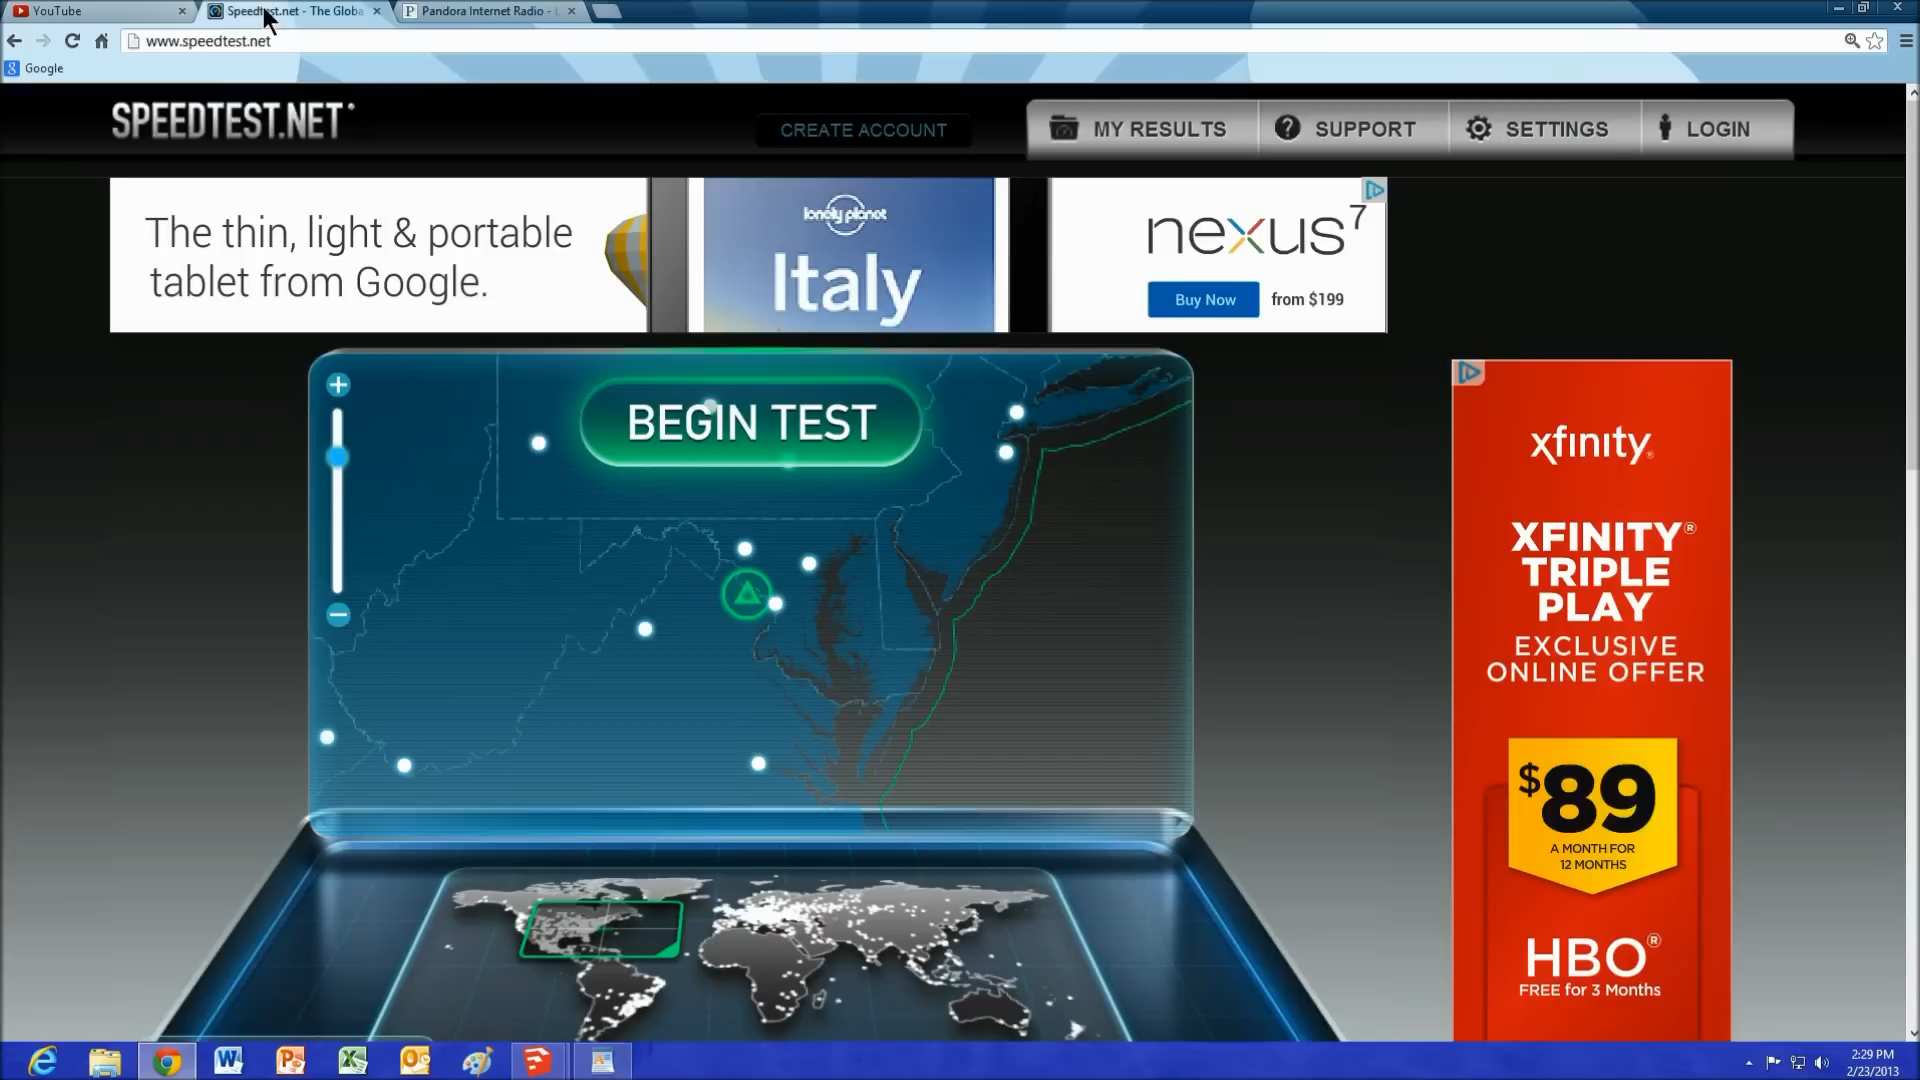 YouTube
Speedtest.net - The Globa
Pandora Internet Radio -
www.speedtest.net
Google
SPEEDTEST.NET
CREATE ACCOUNT
MY RESULTS
SUPPORT
SETTINGS
LOGIN
The thin, light & portable
tablet from Google.
lonely planet
Italy
nexus 7
Buy Now
from $199
BEGIN TEST
xfinity®
XFINITY®
TRIPLE
PLAY
EXCLUSIVE
ONLINE OFFER
$89
A MONTH FOR
12 MONTHS
HBO®
FREE for 3 Months
2:29 PM
2/23/2013